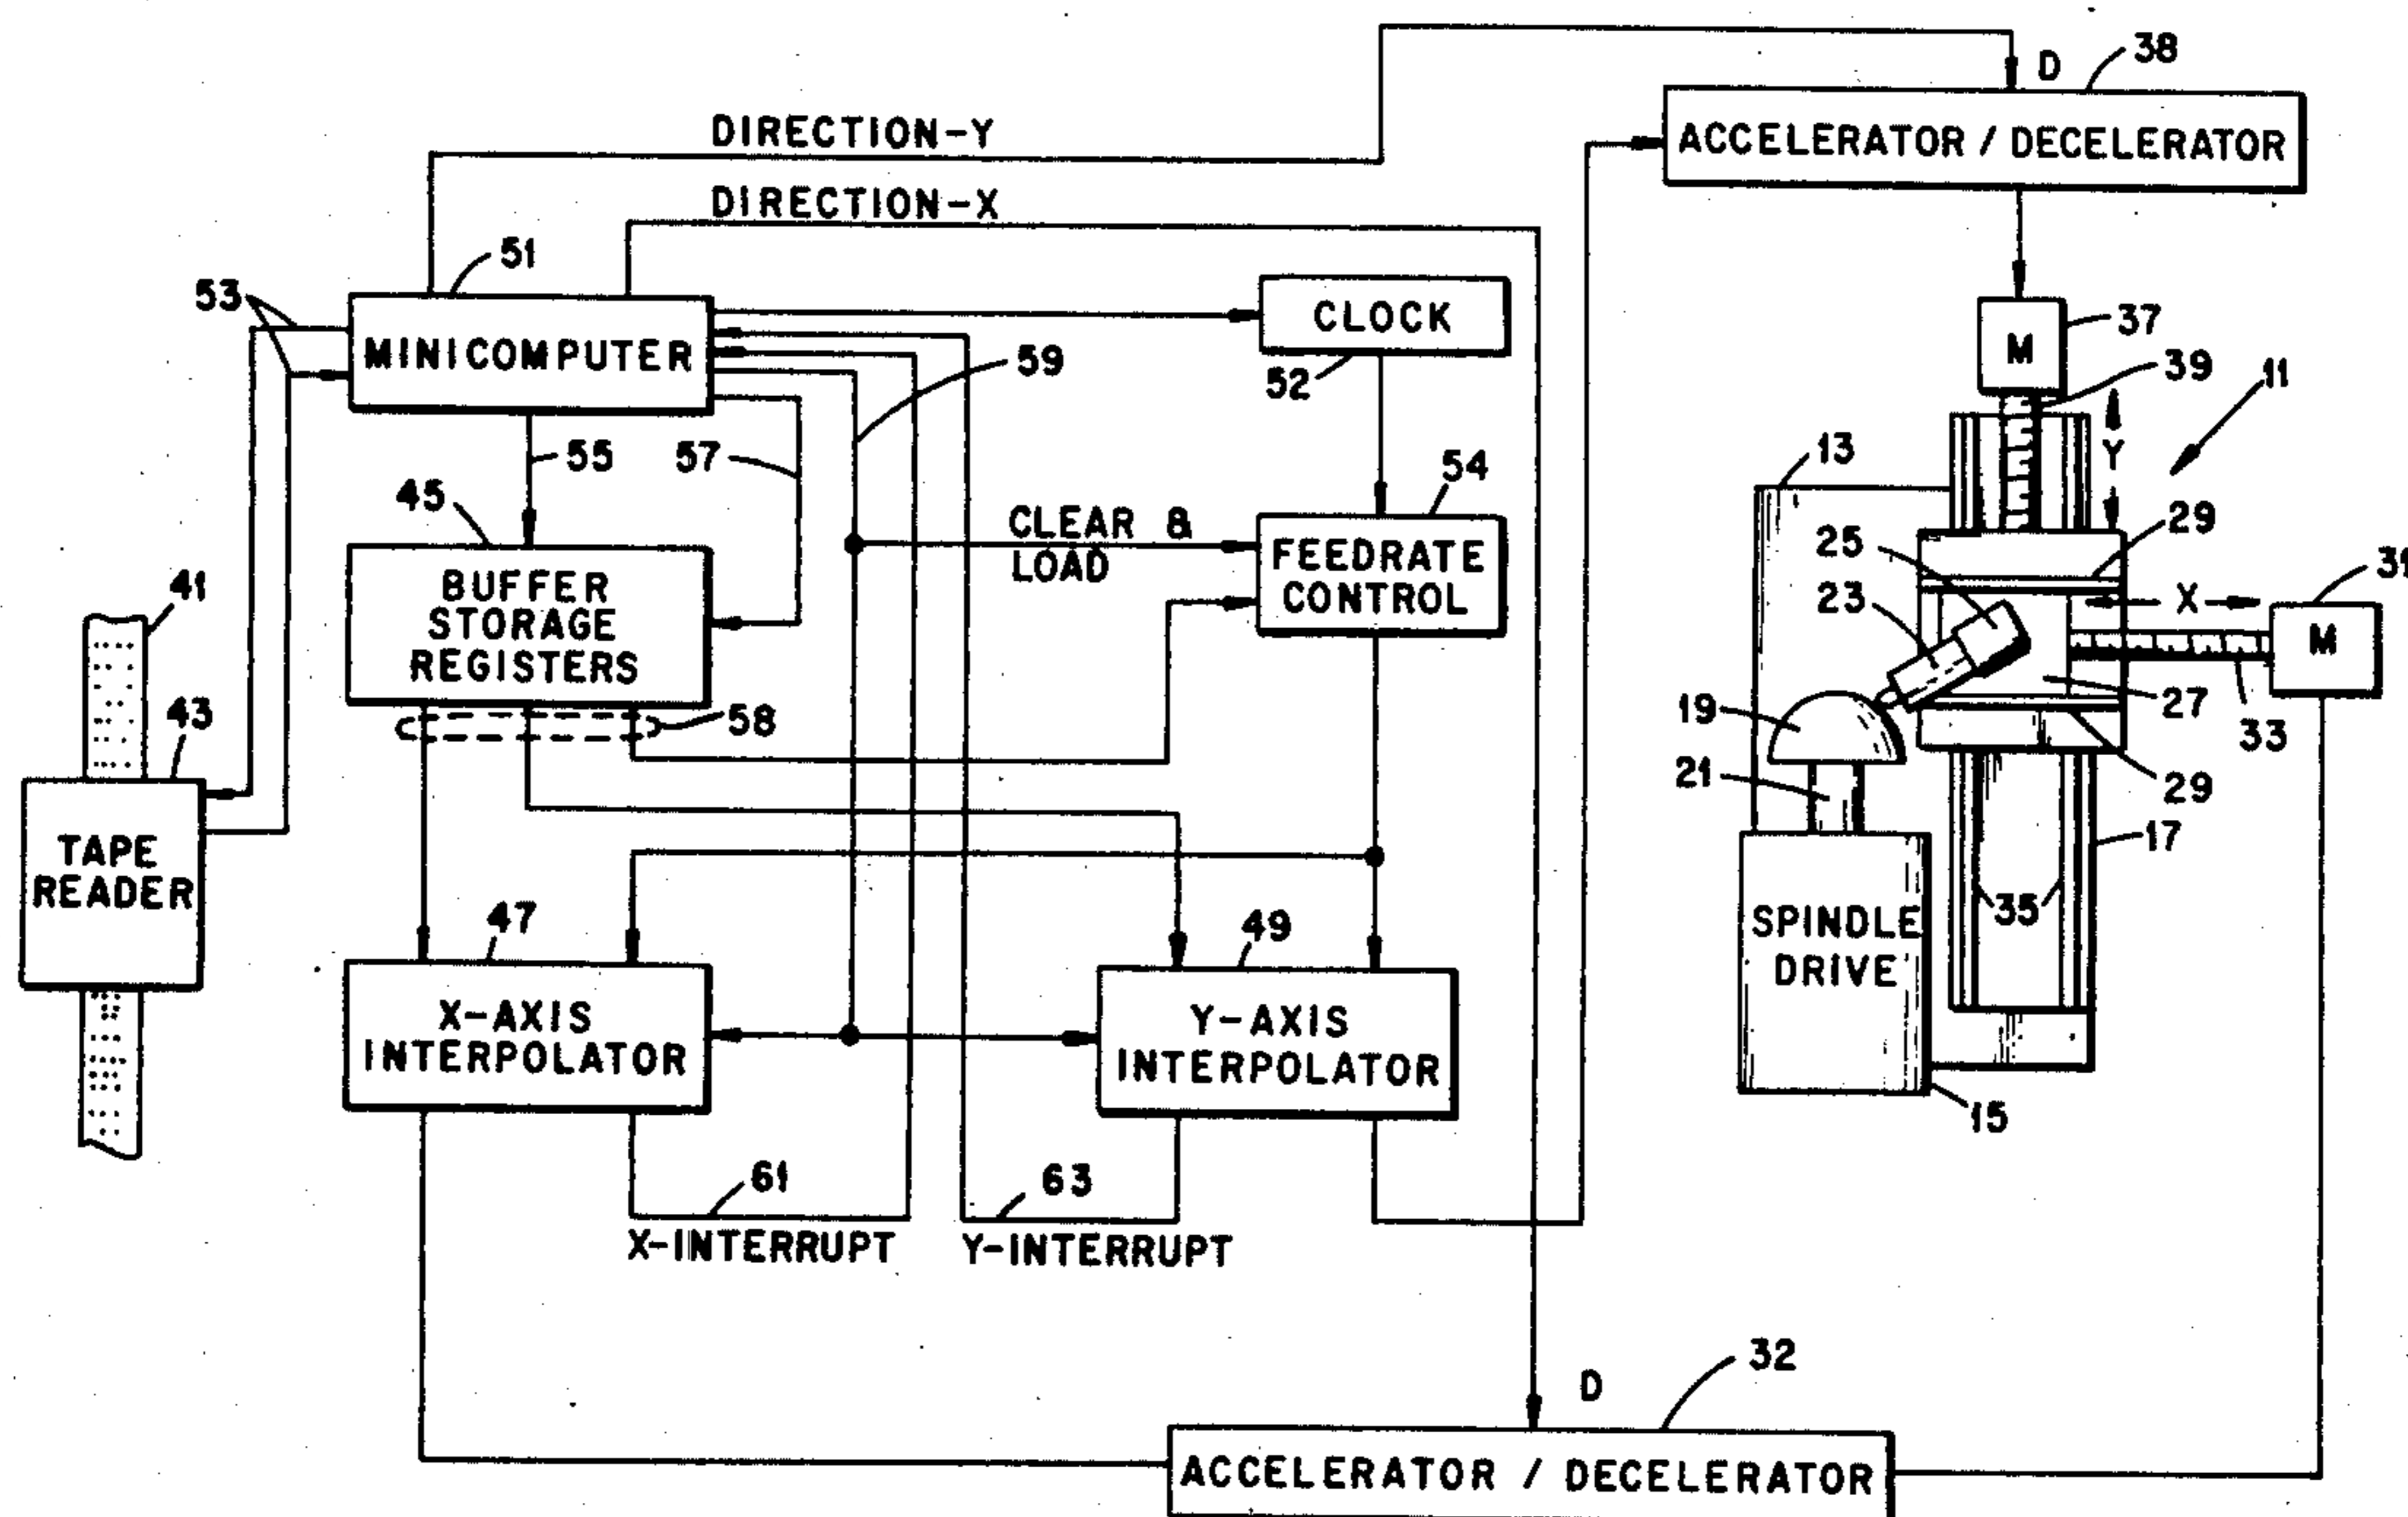 DIRECTION-Y
DIRECTION-X
D
38
ACCELERATOR / DECELERATOR
53
51
MINICOMPUTER
CLOCK
52
59
M
37
39
11
Y
55
57
45
BUFFER
STORAGE
REGISTERS
58
CLEAR &
LOAD
54
FEEDRATE
CONTROL
13
25
23
29
X
31
M
19
21
27
33
29
17
35
SPINDLE
DRIVE
15
41
43
TAPE
READER
47
X-AXIS
INTERPOLATOR
49
Y-AXIS
INTERPOLATOR
61
X-INTERRUPT
63
Y-INTERRUPT
D
32
ACCELERATOR / DECELERATOR